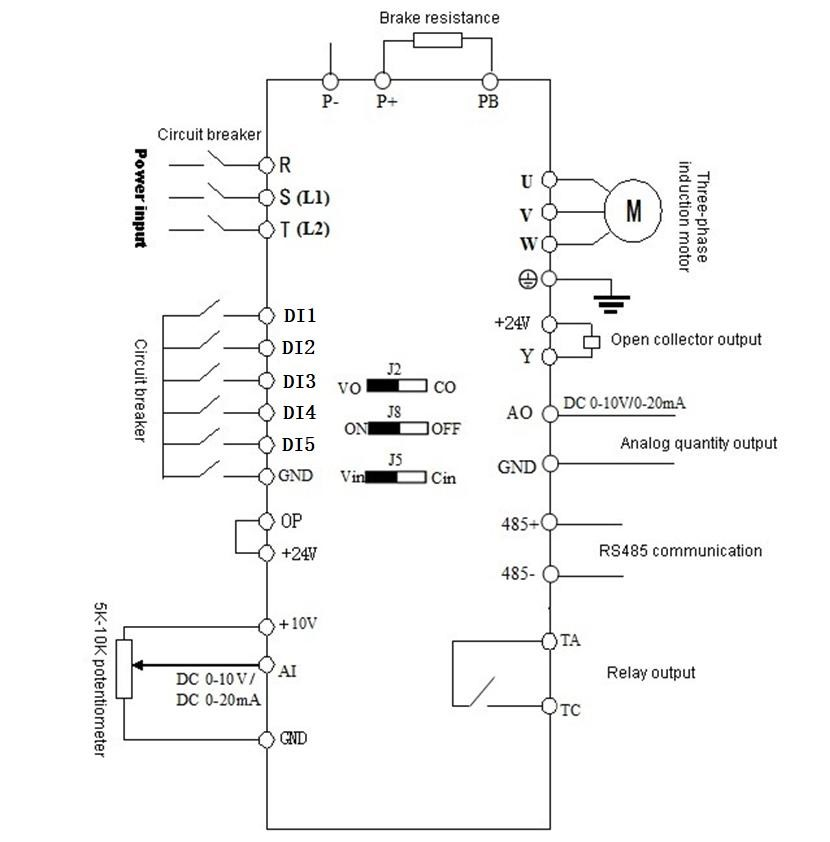 Brake resistance
P-
P+
PB
Circuit breaker
Power input
R
S (L1)
T (L2)
U
V
W
M
Three-phase
induction motor
DI1
DI2
DI3
DI4
DI5
GND
Circuit breaker
J2
VO
CO
J8
ON
OFF
J5
Vin
Cin
+24V
Y
Open collector output
AO
DC 0-10V/0-20mA
Analog quantity output
GND
OP
+24V
485+
RS485 communication
485-
5K-10K potentiometer
+10V
AI
DC 0-10V/
DC 0-20mA
GND
TA
Relay output
TC